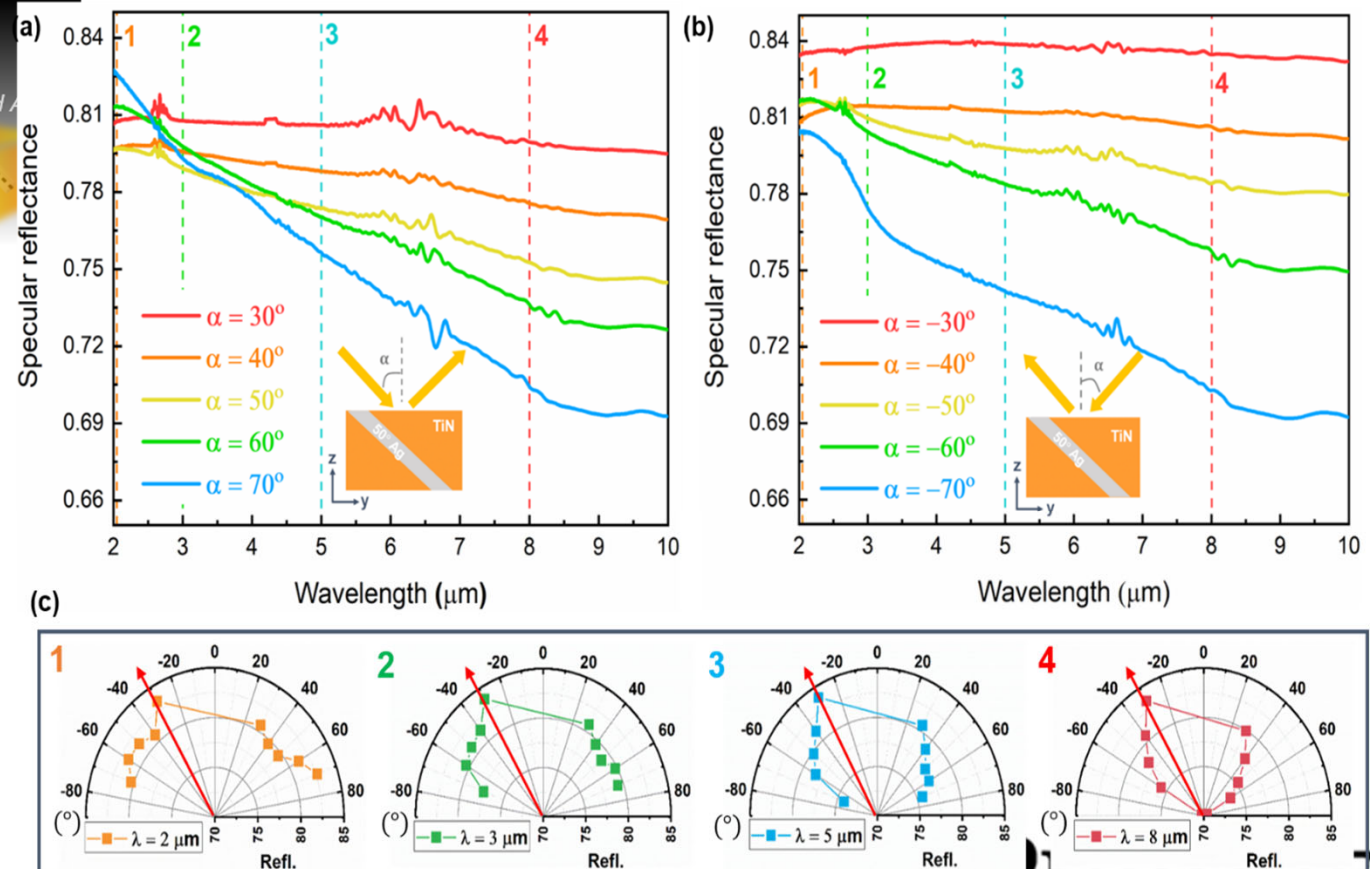 (a)
1
2
3
4
Specular reflectance
0.84
0.81
0.78
0.75
0.72
0.69
0.66
α = 30°
α = 40°
α = 50°
α = 60°
α = 70°
α
TiN
50° Ag
z
y
2 3 4 5 6 7 8 9 10
Wavelength (μm)
(b)
1
2
3
4
Specular reflectance
0.84
0.81
0.78
0.75
0.72
0.69
0.66
α = −30°
α = −40°
α = −50°
α = −60°
α = −70°
α
TiN
50° Ag
z
y
2 3 4 5 6 7 8 9 10
Wavelength (μm)
(c)
1
-80 -60 -40 -20 0 20 40 60 80
(°)
λ = 2 μm
70 75 80 85
Refl.
2
-80 -60 -40 -20 0 20 40 60 80
(°)
λ = 3 μm
70 75 80 85
Refl.
3
-80 -60 -40 -20 0 20 40 60 80
(°)
λ = 5 μm
70 75 80 85
Refl.
4
-80 -60 -40 -20 0 20 40 60 80
(°)
λ = 8 μm
70 75 80 85
Refl.